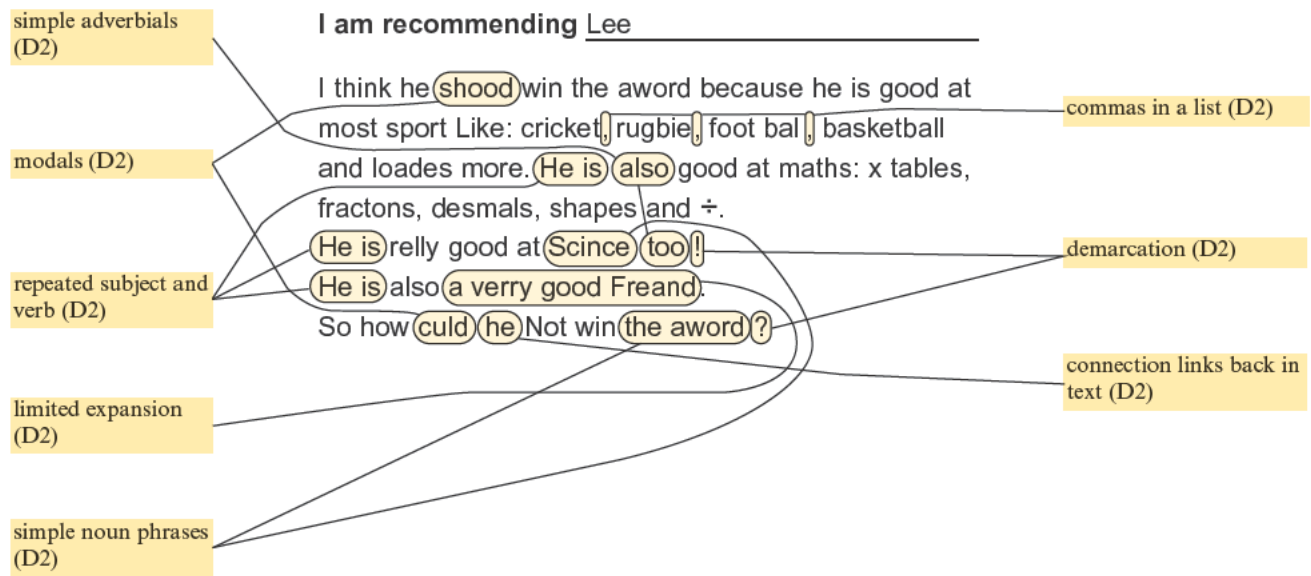 simple adverbials
(D2)
modals (D2)
repeated subject and
verb (D2)
limited expansion
(D2)
simple noun phrases
(D2)
I am recommending Lee
I think he shood win the aword because he is good at
most sport Like: cricket, rugbie, foot bal, basketball
and loades more. He is also good at maths: x tables,
fractons, desmals, shapes and ÷.
He is relly good at Scince too!
He is also a verry good Freand.
So how culd he Not win the aword?
commas in a list (D2)
demarcation (D2)
connection links back in
text (D2)